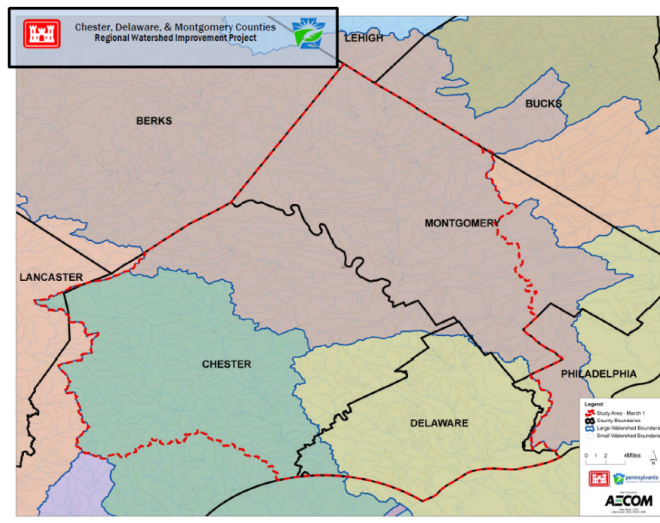 Chester, Delaware, & Montgomery Counties
Regional Watershed Improvement Project
LEHIGH
BUCKS
BERKS
MONTGOMERY
LANCASTER
CHESTER
PHILADELPHIA
DELAWARE
Legend
Study Area - March 1
County Boundaries
Large Watershed Boundaries
Small Watershed Boundaries
0 1 2 4 Miles
N
pennsylvania
AECOM